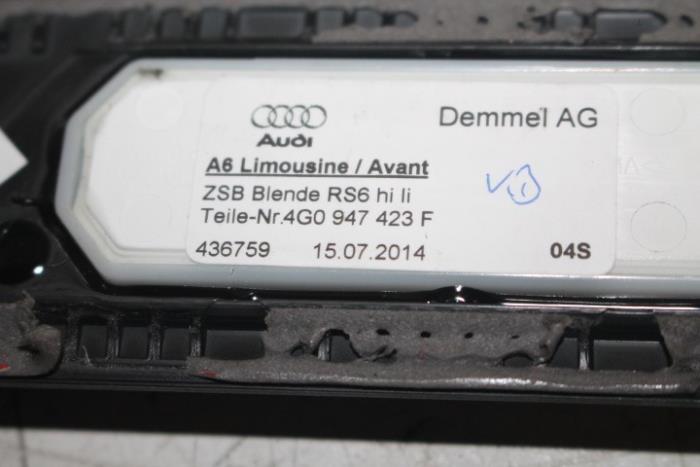 Audi
Demmel AG
A6 Limousine / Avant
ZSB Blende RS6 hi li
Teile-Nr.4G0 947 423 F
436759 15.07.2014 04S